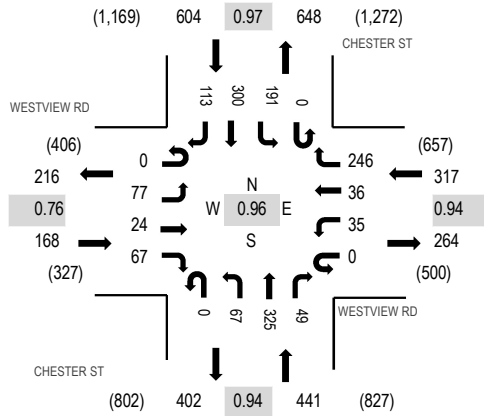 (1,169) 604 0.97 648 (1,272)
CHESTER ST
WESTVIEW RD
113 300 191 0
(406)
216
0.76
168
(327)
0
77
24
67
N
W 0.96 E
S
246
36
35
0
(657)
317
0.94
264
(500)
0 67 325 49
WESTVIEW RD
CHESTER ST
(802) 402 0.94 441 (827)